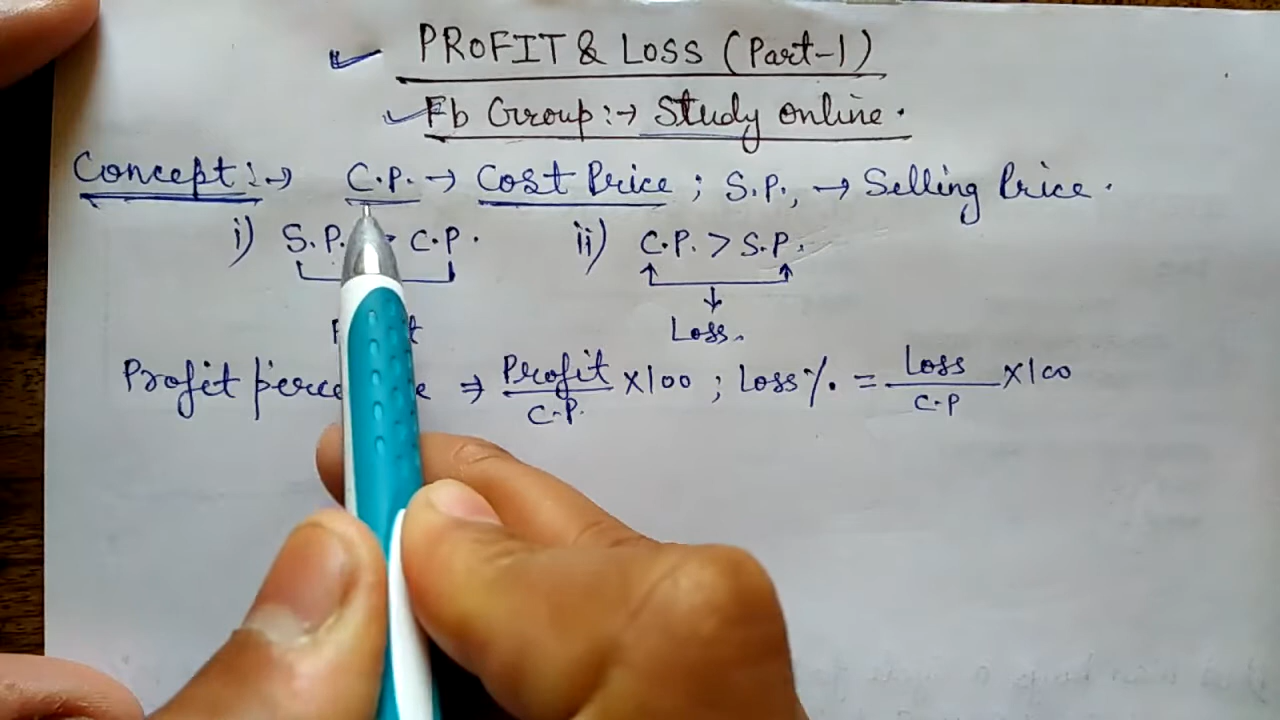 PROFIT & LOSS (Part-1)
Fb Group:→ Study online.
Concept:→ C.P. → Cost Price ; S.P., → Selling Price.
i) S.P. > C.P. ii) C.P. > S.P.
Loss.
⇒ Profit/C.P. ×100 ; Loss% = Loss/C.P ×100